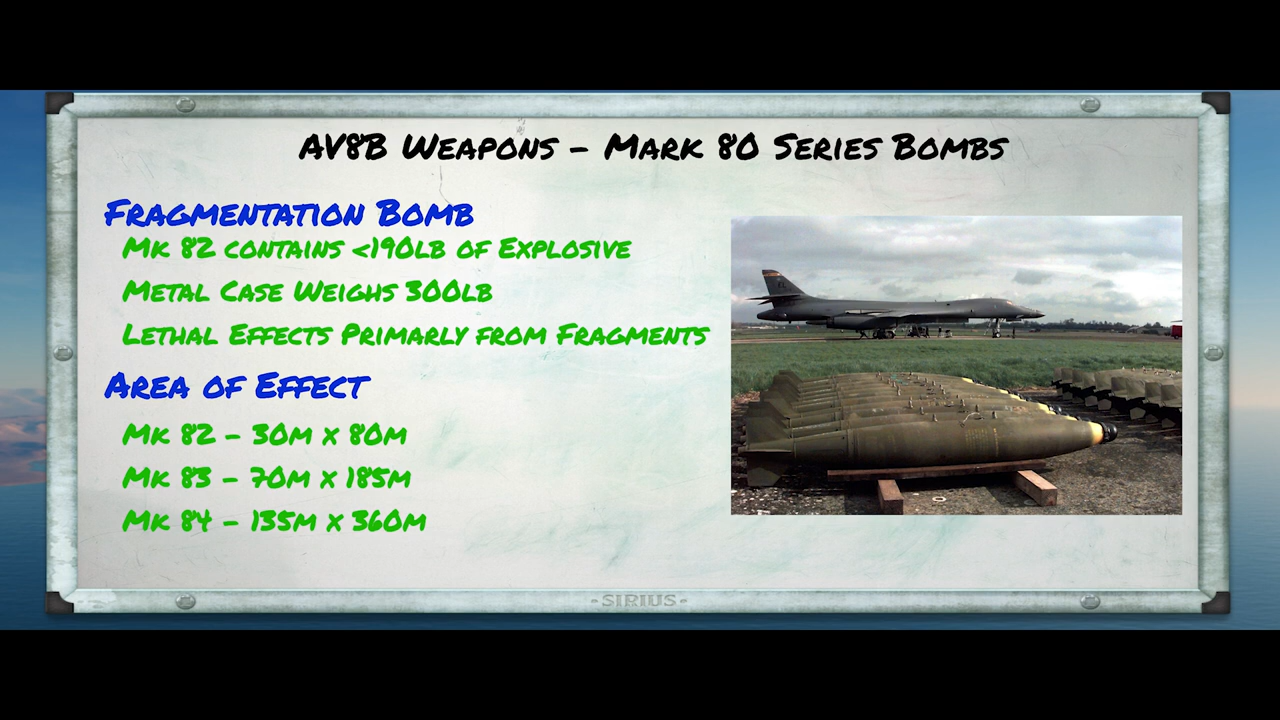 AV8B Weapons - Mark 80 Series Bombs
Fragmentation Bomb
Mk 82 contains <190lb of Explosive
Metal Case Weighs 300lb
Lethal Effects Primarly from Fragments
Area of Effect
Mk 82 - 30m x 80m
Mk 83 - 70m x 185m
Mk 84 - 135m x 360m
-SIRIUS-